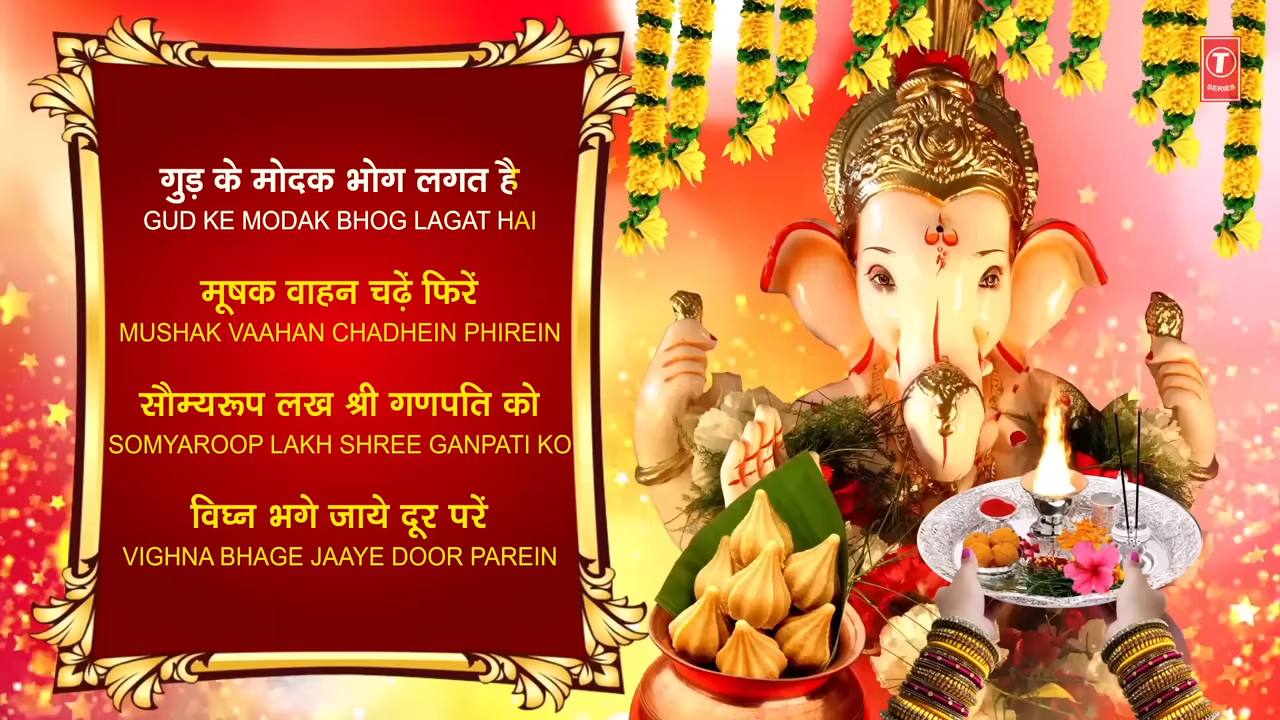 गुड़ के मोदक भोग लगत है
GUD KE MODAK BHOG LAGAT HAI
मूषक वाहन चढ़ें फिरें
MUSHAK VAAHAN CHADHEIN PHIREIN
सौम्यरूप लख श्री गणपति को
SOMYAROOP LAKH SHREE GANPATI KO
विघ्न भगे जाये दूर परें
VIGHNA BHAGE JAAYE DOOR PAREIN
T
SERIES